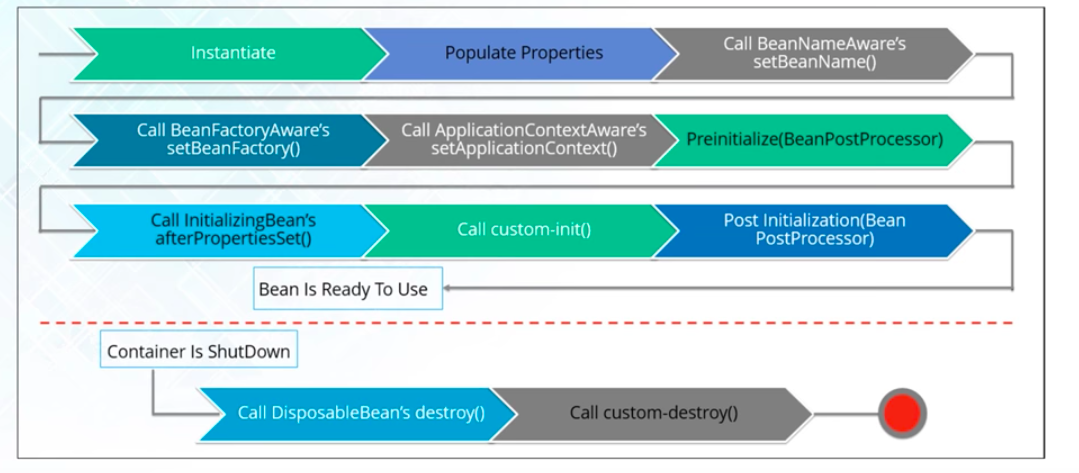 Instantiate
Populate Properties
Call BeanNameAware's
setBeanName()
Call BeanFactoryAware's
setBeanFactory()
Call ApplicationContextAware's
setApplicationContext()
Preinitialize(BeanPostProcessor)
Call InitializingBean's
afterPropertiesSet()
Call custom-init()
Post Initialization(Bean
PostProcessor)
Bean Is Ready To Use
Container Is ShutDown
Call DisposableBean's destroy()
Call custom-destroy()